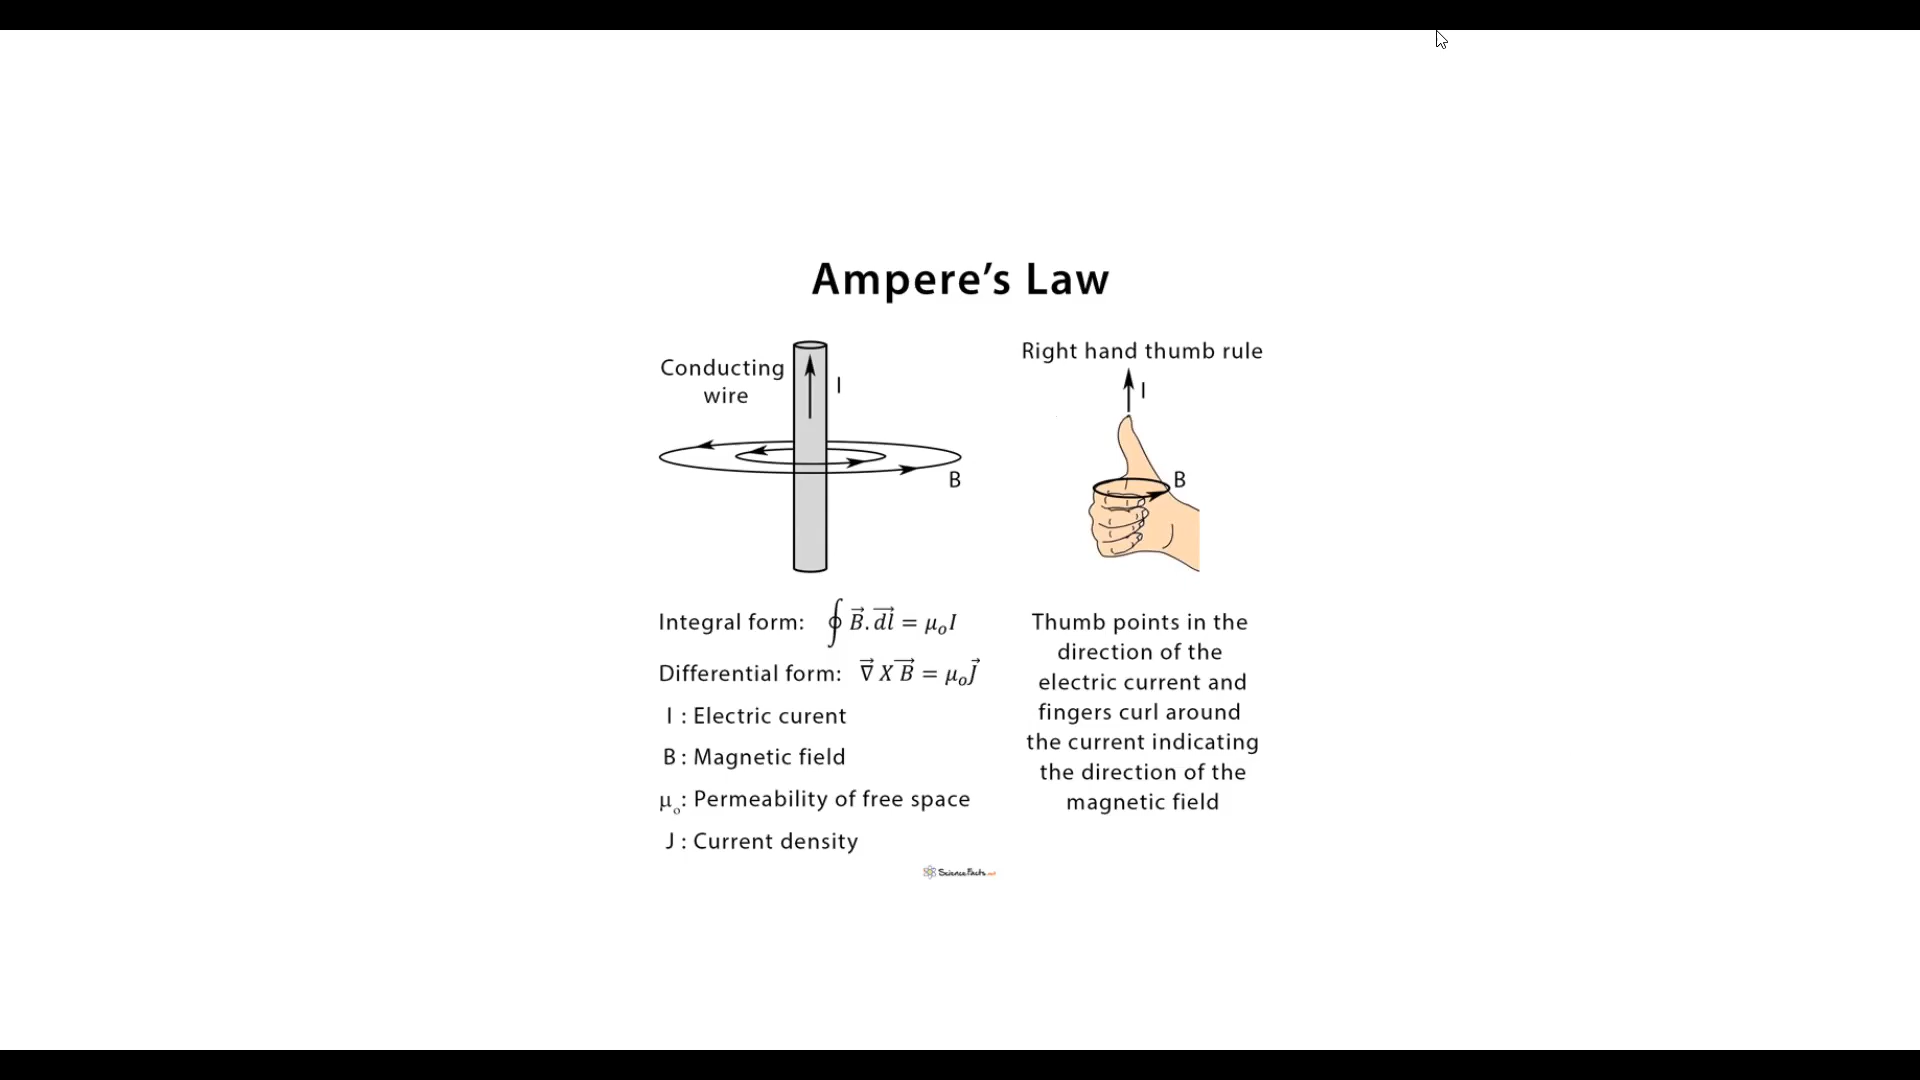 Ampere’s Law
Conducting
wire
I
B
Right hand thumb rule
I
B
Integral form: ∮ B⃗. dl⃗ = μₒI
Differential form: ∇⃗ X B⃗ = μₒJ⃗
I : Electric curent
B : Magnetic field
μₒ: Permeability of free space
J : Current density
Thumb points in the
direction of the
electric current and
fingers curl around
the current indicating
the direction of the
magnetic field
ScienceFacts.net